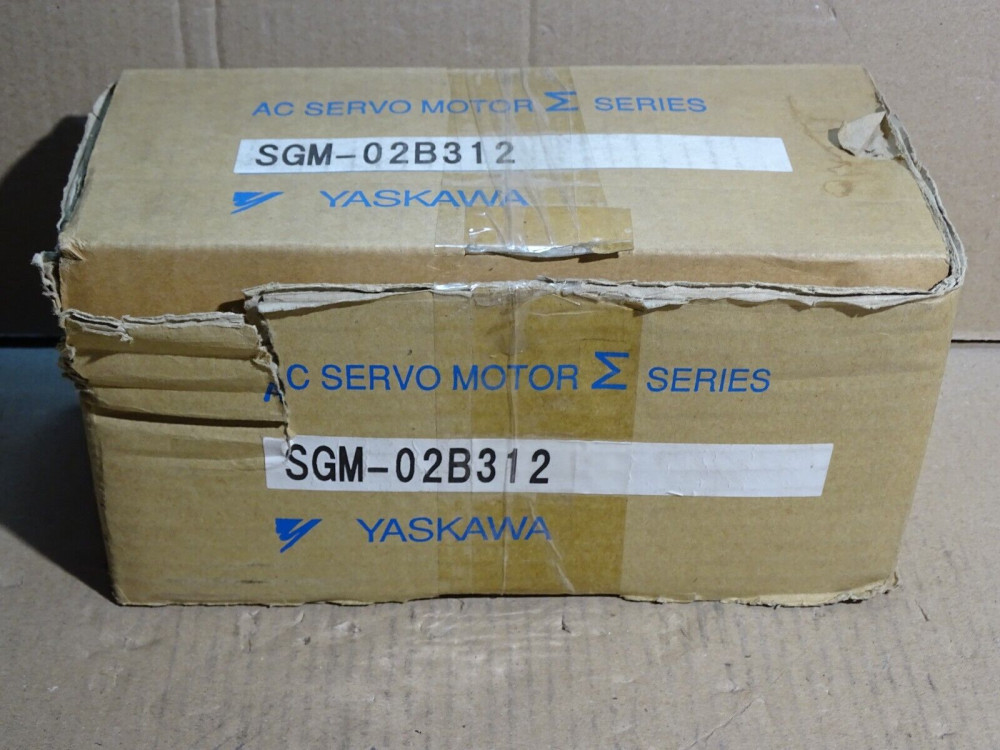 AC SERVO MOTOR Σ SERIES
SGM-02B312
YASKAWA
AC SERVO MOTOR Σ SERIES
SGM-02B312
YASKAWA